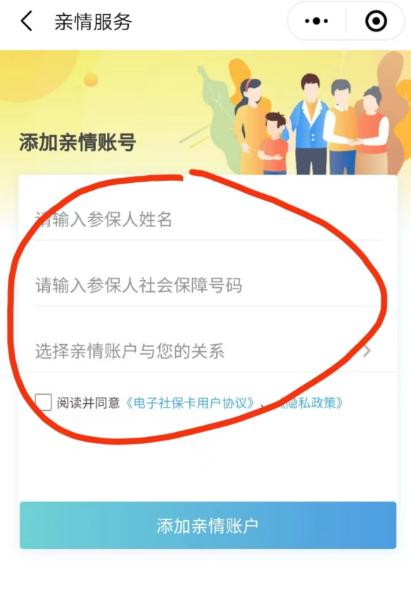 亲情服务
添加亲情账号
请输入参保人姓名
请输入参保人社会保障号码
选择亲情账户与您的关系
阅读并同意《电子社保卡用户协议》、《隐私政策》
添加亲情账户